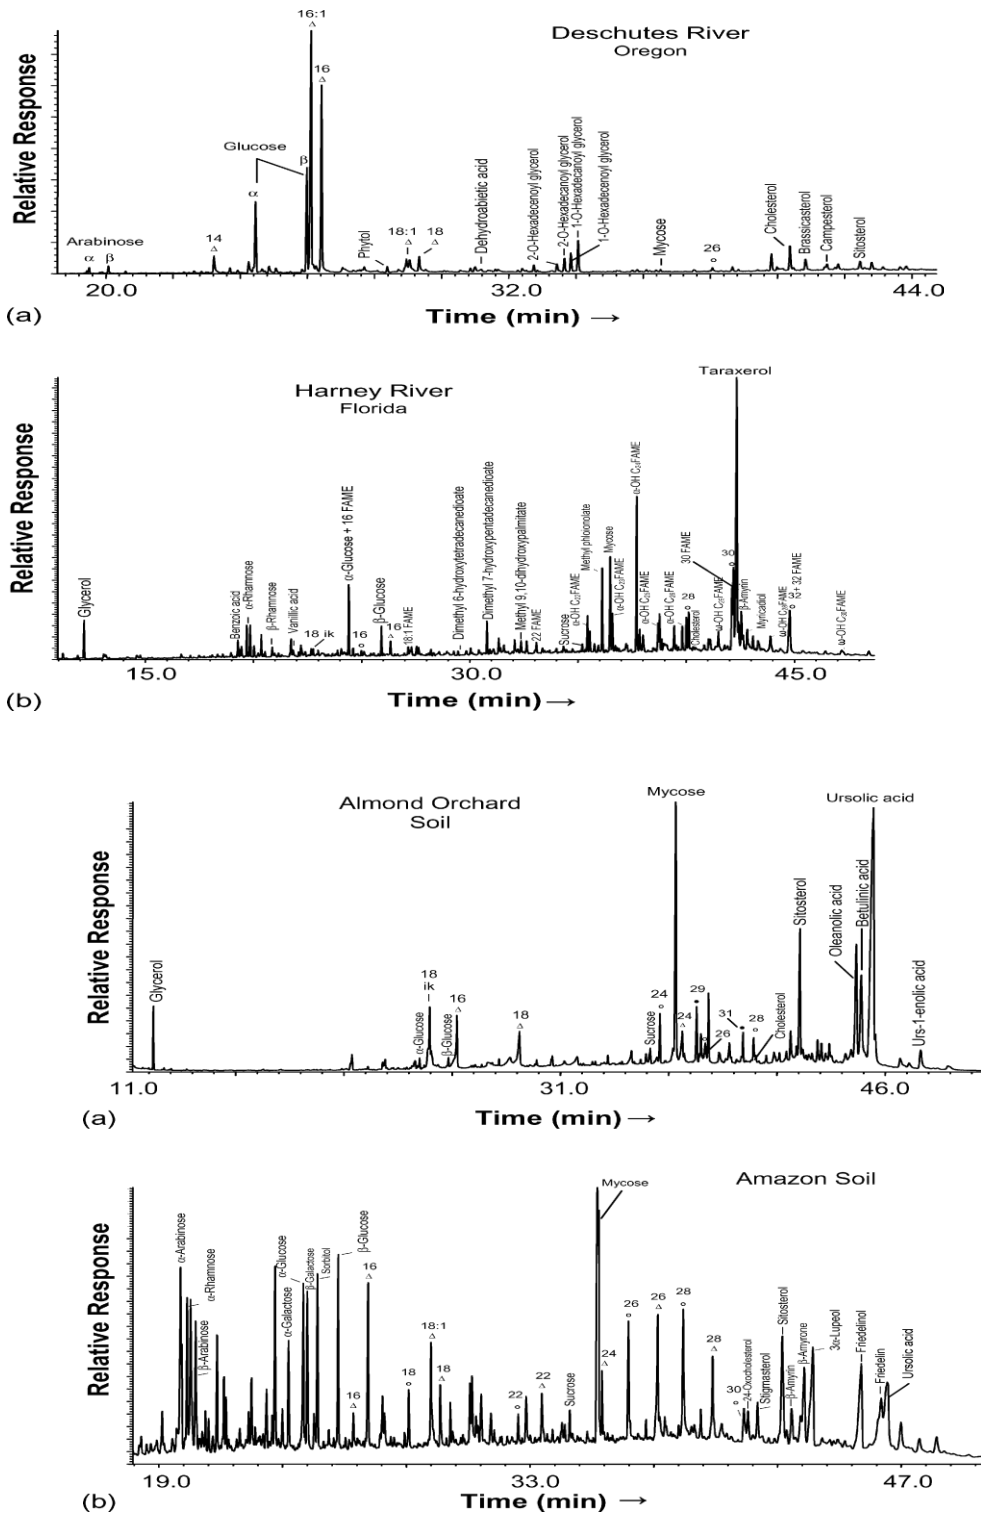 Deschutes River
Oregon
Relative Response
16:1
Δ
16
Δ
Glucose
β
α
Arabinose
α β
14
Δ
Phytol
18:1
Δ
18
Δ
Dehydroabietic acid
2-O-Hexadecenoyl glycerol
2-O-Hexadecanoyl glycerol
1-O-Hexadecanoyl glycerol
1-O-Hexadecenoyl glycerol
Mycose
26
o
Cholesterol
Brassicasterol
Campesterol
Sitosterol
20.0 32.0 44.0
(a) Time (min) →
Harney River
Florida
Relative Response
Glycerol
Benzoic acid
α-Rhamnose
β-Rhamnose
Vanillic acid
18 ik
α-Glucose + 16 FAME
16
o
β-Glucose
16
Δ
18:1 FAME
Dimethyl 6-hydroxytetradecanedioate
Dimethyl 7-hydroxypentadecanedioate
Methyl 9,10-dihydroxypalmitate
22 FAME
Sucrose
Methyl phloionolate
Mycose
α-OH C24FAME
28
o
Cholesterol
30 FAME
Taraxerol
30
o
β-Amyrin
Myricadiol
15.0 30.0 45.0
(b) Time (min) →
Almond Orchard
Soil
Relative Response
Glycerol
α-Glucose
18
ik
β-Glucose
16
Δ
18
Δ
Sucrose
24
o
Mycose
24
Δ
29
•
26
o
31
•
28
o
Cholesterol
Sitosterol
Oleanolic acid
Betulinic acid
Ursolic acid
Urs-1-enolic acid
11.0 31.0 46.0
(a) Time (min) →
Amazon Soil
Relative Response
α-Arabinose
α-Rhamnose
β-Arabinose
α-Galactose
α-Glucose
β-Galactose
Sorbitol
β-Glucose
16
Δ
16
Δ
18
o
18:1
Δ
18
Δ
22
o
22
Δ
Sucrose
Mycose
24
Δ
26
o
26
Δ
28
o
28
Δ
30
o
24-Oxocholesterol
Stigmasterol
Sitosterol
β-Amyrin
β-Amyrone
3α-Lupeol
Friedelinol
Friedelin
Ursolic acid
19.0 33.0 47.0
(b) Time (min) →